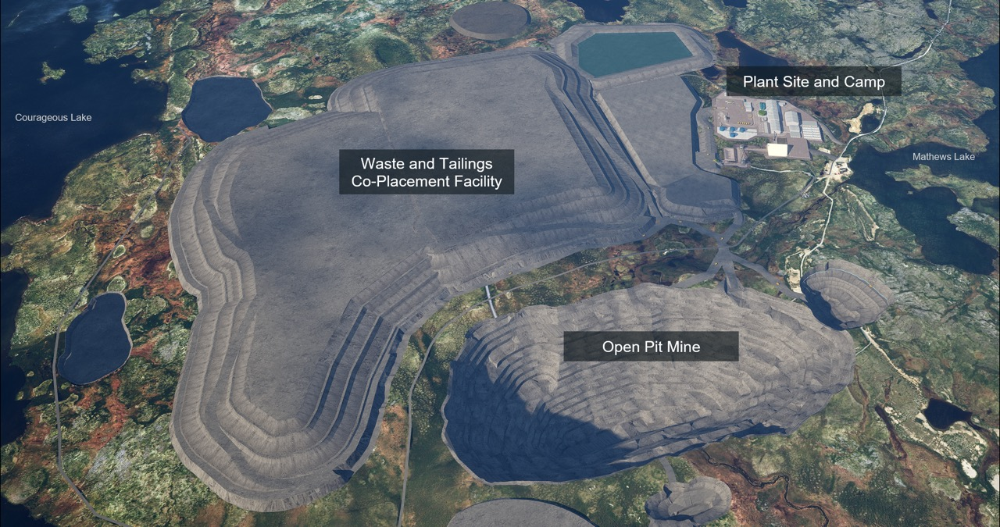 Plant Site and Camp
Courageous Lake
Mathews Lake
Waste and Tailings
Co-Placement Facility
Open Pit Mine